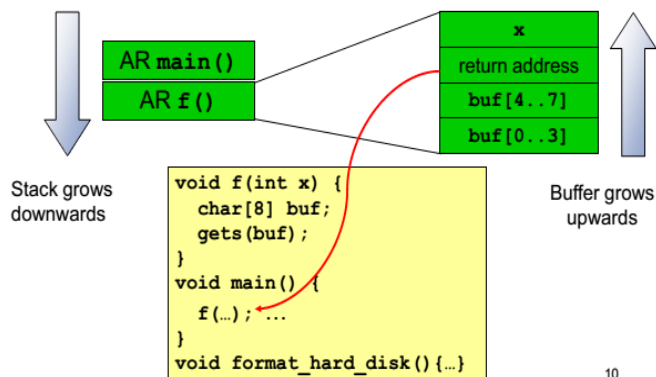 x
AR main()
return address
AR f()
buf[4..7]
buf[0..3]
Stack grows
downwards
Buffer grows
upwards
void f(int x) {
char[8] buf;
gets(buf);
}
void main() {
f(…); ...
}
void format_hard_disk(){…}
10